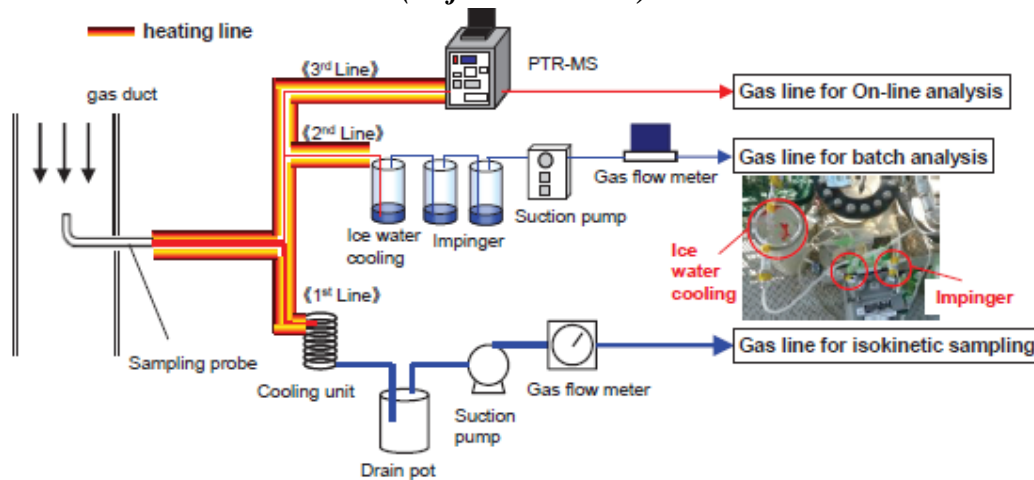 heating line
gas duct
《3rd Line》
PTR-MS
Gas line for On-line analysis
《2nd Line》
Gas flow meter
Gas line for batch analysis
Suction pump
Ice water
cooling
Impinger
Ice
water
cooling
Impinger
《1st Line》
Sampling probe
Cooling unit
Gas flow meter
Gas line for isokinetic sampling
Suction
pump
Drain pot